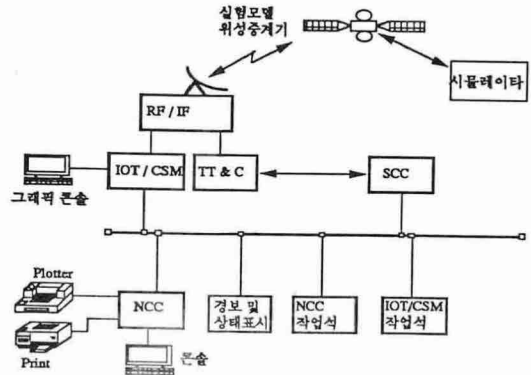 실험모델
위성중계기
시뮬레이타
RF / IF
IOT / CSM
TT & C
SCC
그래픽 콘솔
Plotter
NCC
경보 및
상태표시
NCC
작업석
IOT/CSM
작업석
Print
콘솔